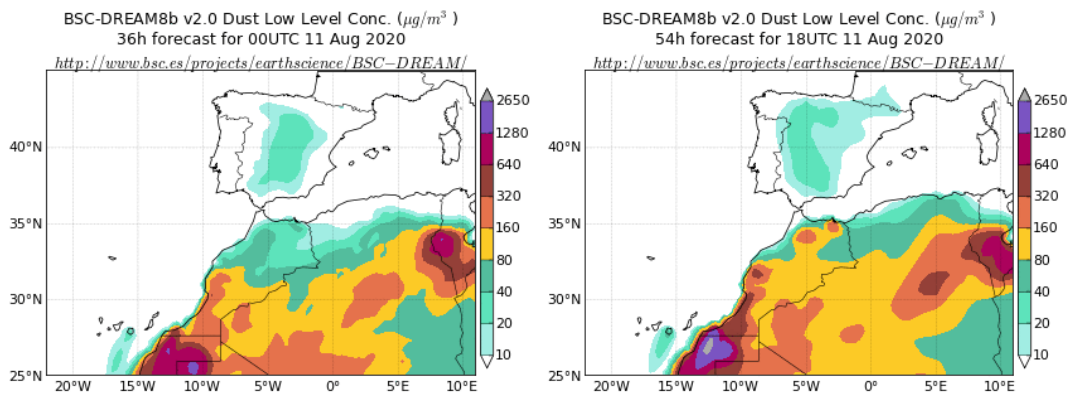 BSC-DREAM8b v2.0 Dust Low Level Conc. (μg/m³ )
36h forecast for 00UTC 11 Aug 2020
http://www.bsc.es/projects/earthscience/BSC−DREAM/
40°N
35°N
30°N
25°N
20°W
15°W
10°W
5°W
0°
5°E
10°E
2650
1280
640
320
160
80
40
20
10
BSC-DREAM8b v2.0 Dust Low Level Conc. (μg/m³ )
54h forecast for 18UTC 11 Aug 2020
http://www.bsc.es/projects/earthscience/BSC−DREAM/
40°N
35°N
30°N
25°N
20°W
15°W
10°W
5°W
0°
5°E
10°E
2650
1280
640
320
160
80
40
20
10